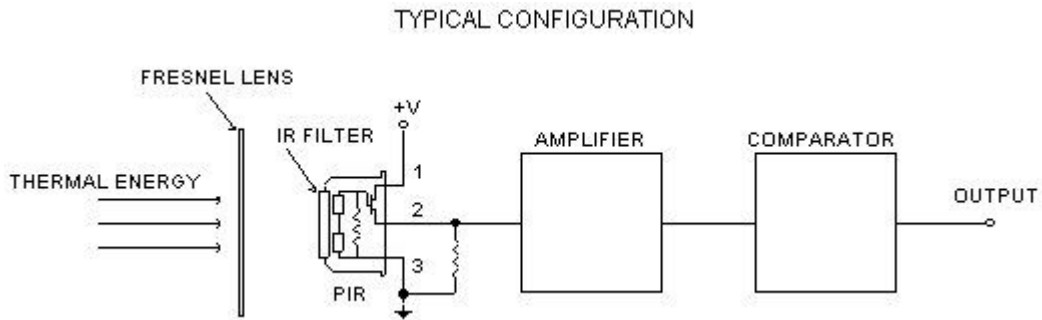 TYPICAL CONFIGURATION
FRESNEL LENS
+V
IR FILTER
AMPLIFIER
COMPARATOR
THERMAL ENERGY
1
2
3
OUTPUT
PIR